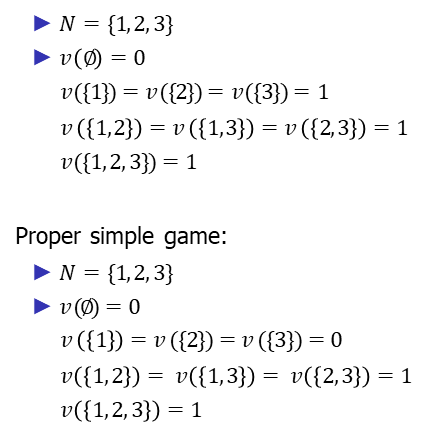 ▶ N = {1,2,3}
▶ v(∅) = 0
v({1}) = v({2}) = v({3}) = 1
v({1,2}) = v({1,3}) = v({2,3}) = 1
v({1,2,3}) = 1
Proper simple game:
▶ N = {1,2,3}
▶ v(∅) = 0
v({1}) = v({2}) = v({3}) = 0
v({1,2}) = v({1,3}) = v({2,3}) = 1
v({1,2,3}) = 1